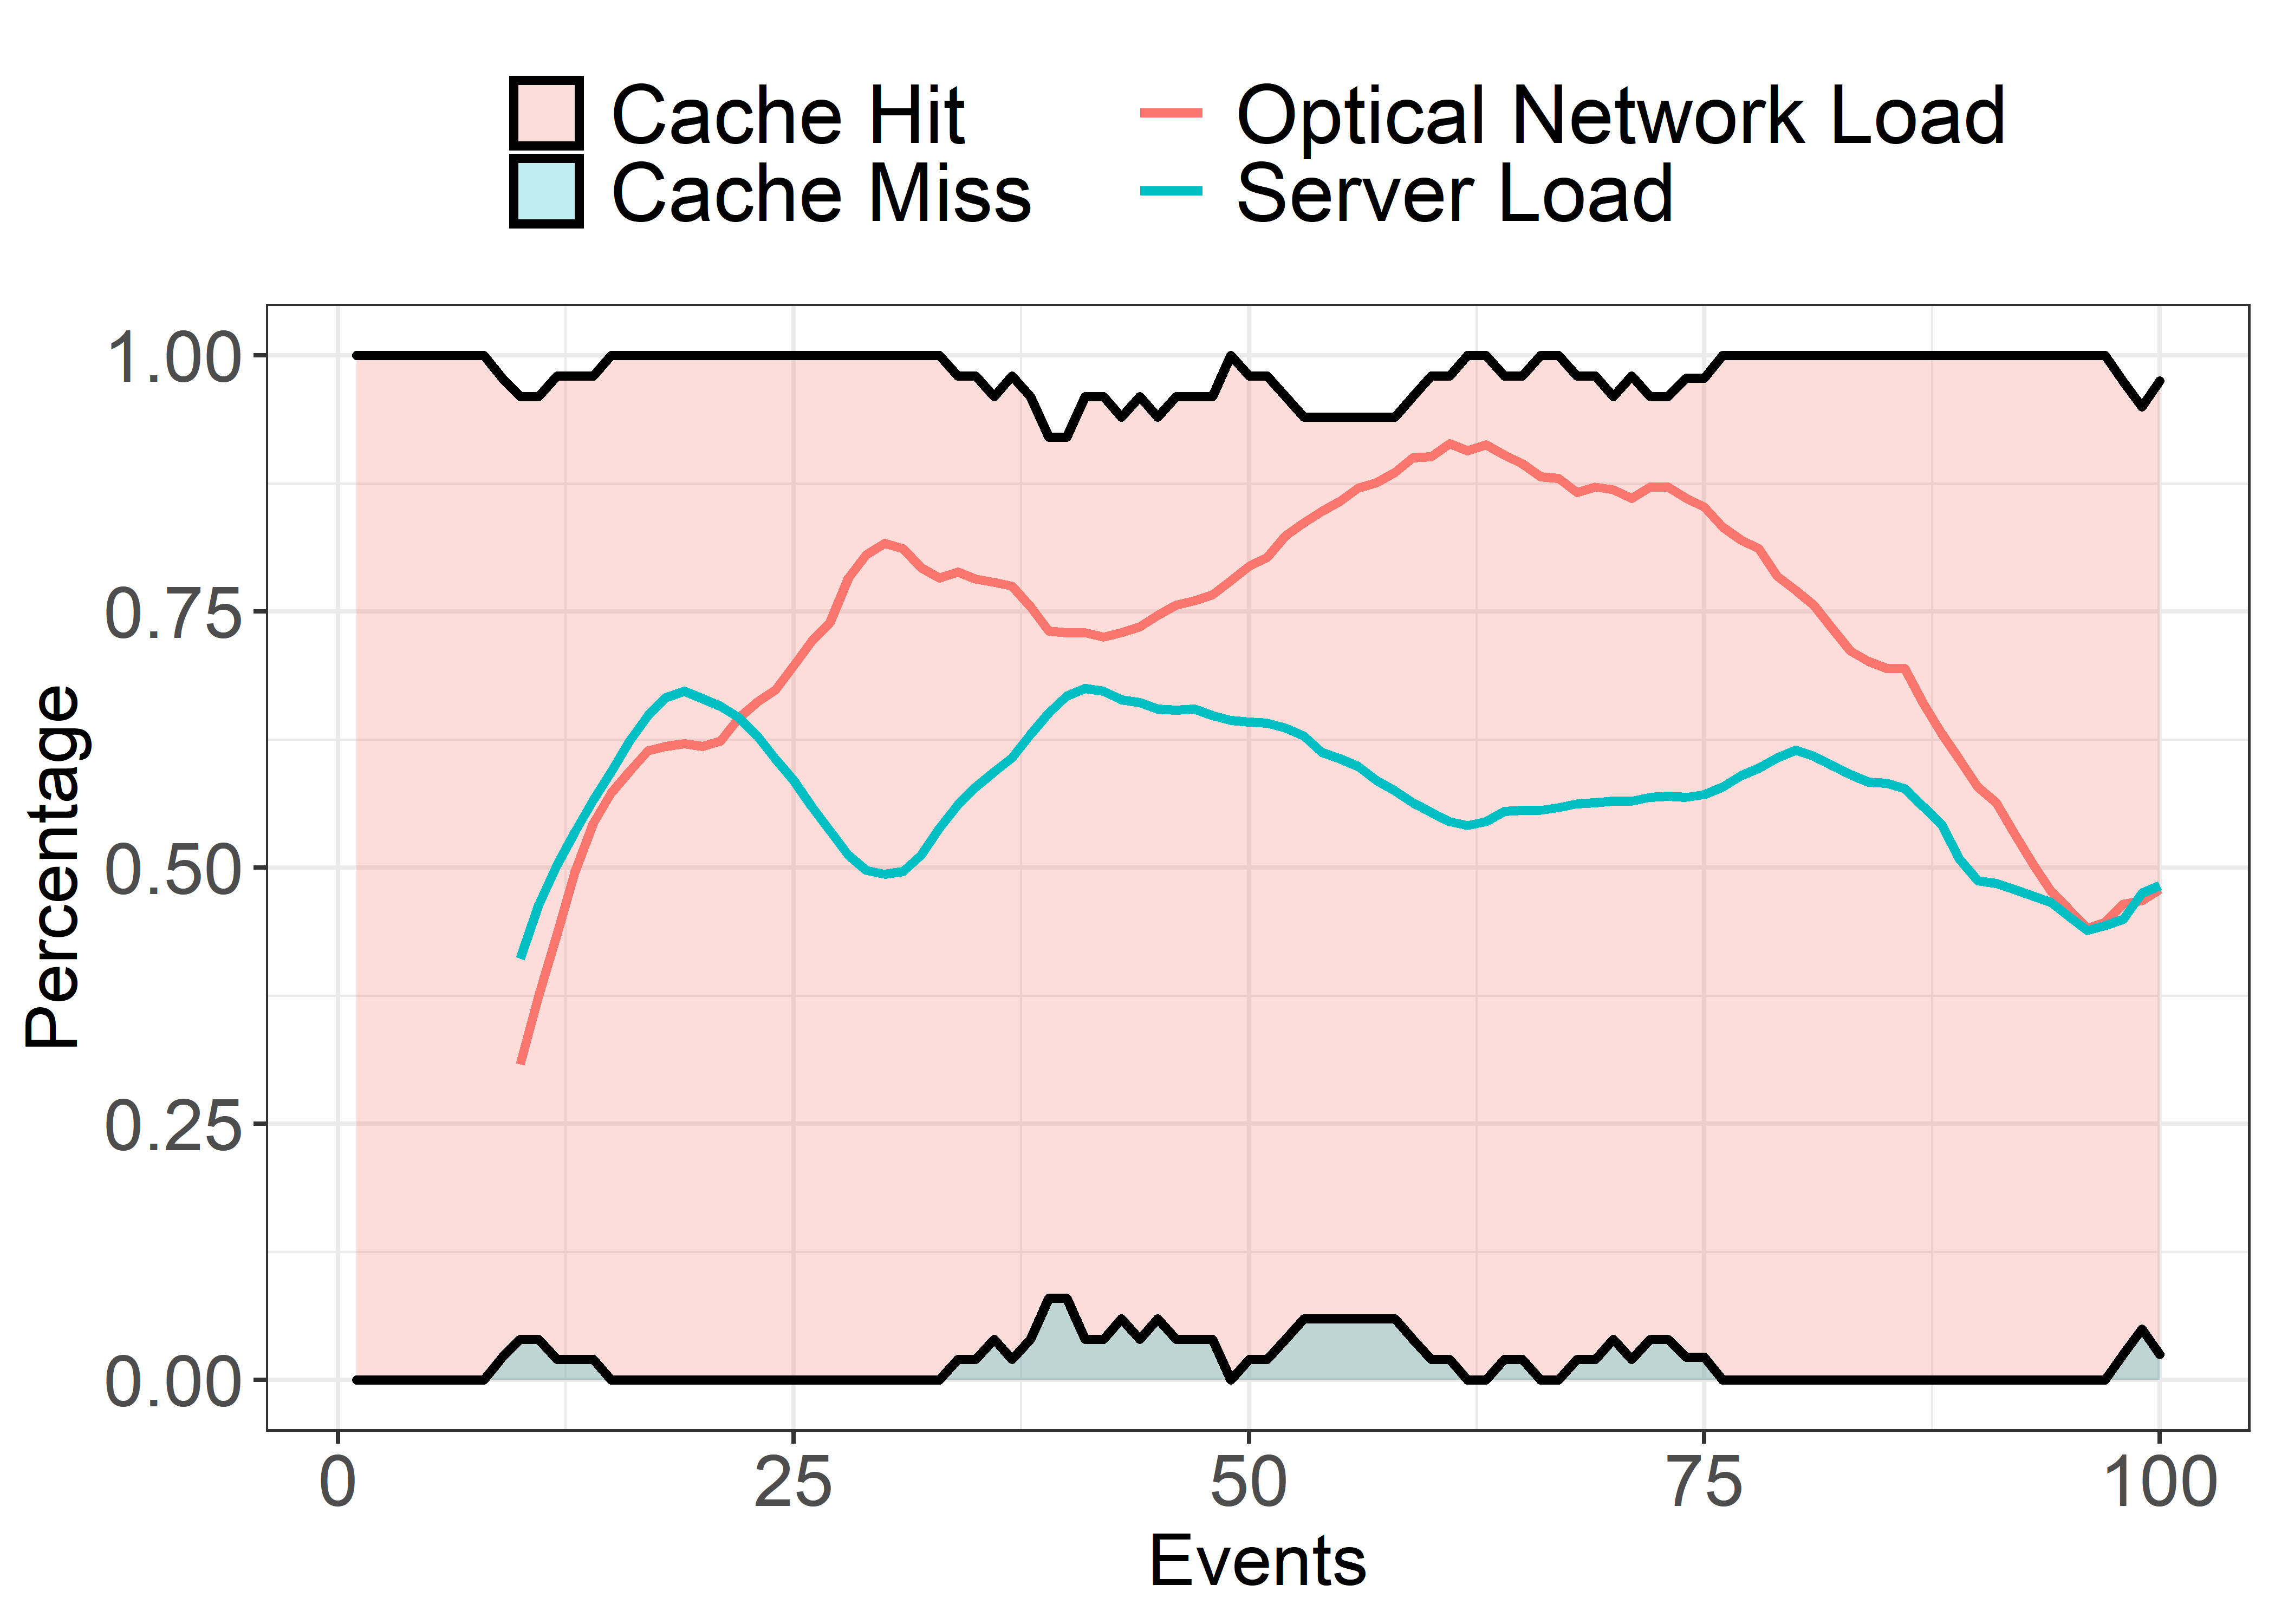 Cache Hit
Optical Network Load
Cache Miss
Server Load
1.00
0.75
0.50
0.25
0.00
Percentage
0
25
50
75
100
Events